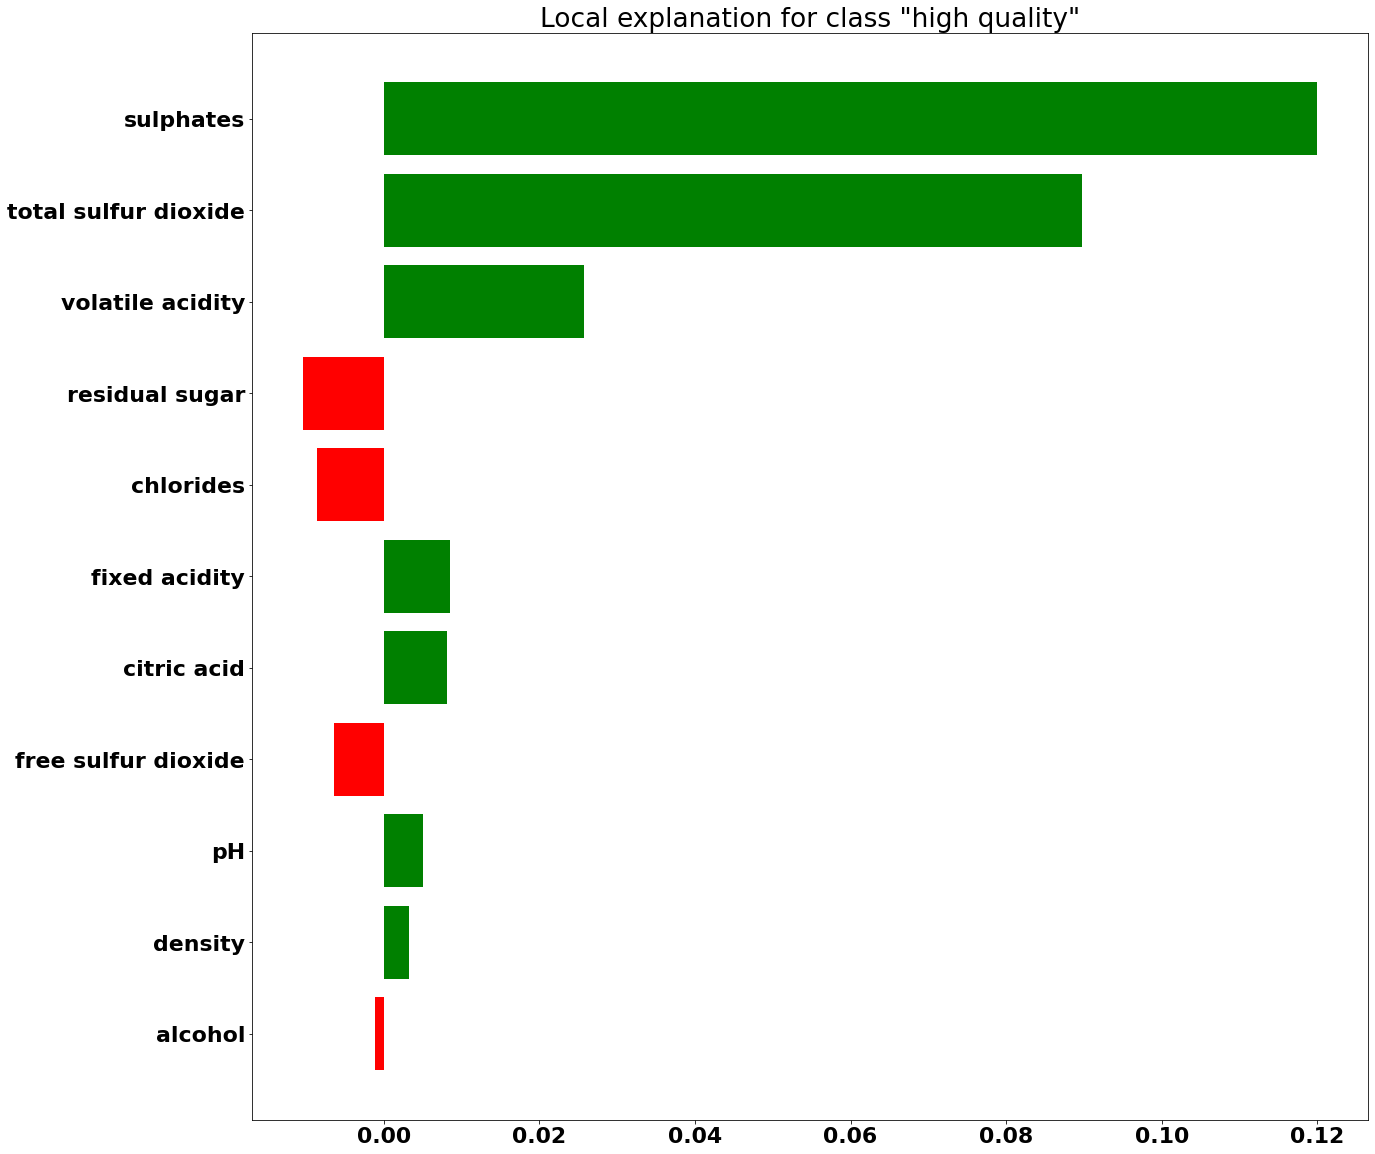 Local explanation for class "high quality"
sulphates
total sulfur dioxide
volatile acidity
residual sugar
chlorides
fixed acidity
citric acid
free sulfur dioxide
pH
density
alcohol
0.00 0.02 0.04 0.06 0.08 0.10 0.12